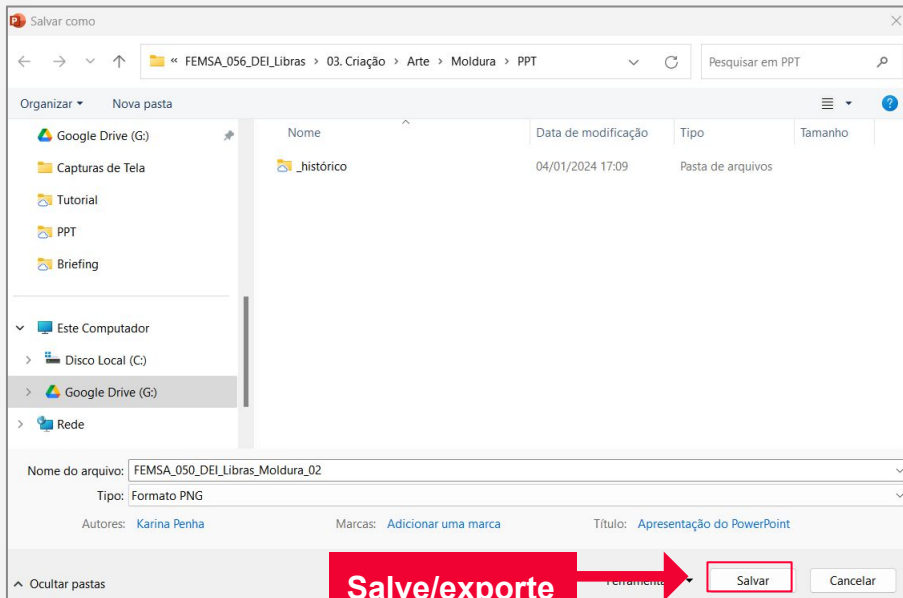 Salvar como
« FEMSA_056_DEI_Libras > 03. Criação > Arte > Moldura > PPT
Pesquisar em PPT
Organizar Nova pasta
Nome Data de modificação Tipo Tamanho
Google Drive (G:)
_histórico 04/01/2024 17:09 Pasta de arquivos
Capturas de Tela
Tutorial
PPT
Briefing
Este Computador
Disco Local (C:)
Google Drive (G:)
Rede
Nome do arquivo: FEMSA_050_DEI_Libras_Moldura_02
Tipo: Formato PNG
Autores: Karina Penha Marcas: Adicionar uma marca Título: Apresentação do PowerPoint
Ocultar pastas
Salve/exporte
Salvar Cancelar